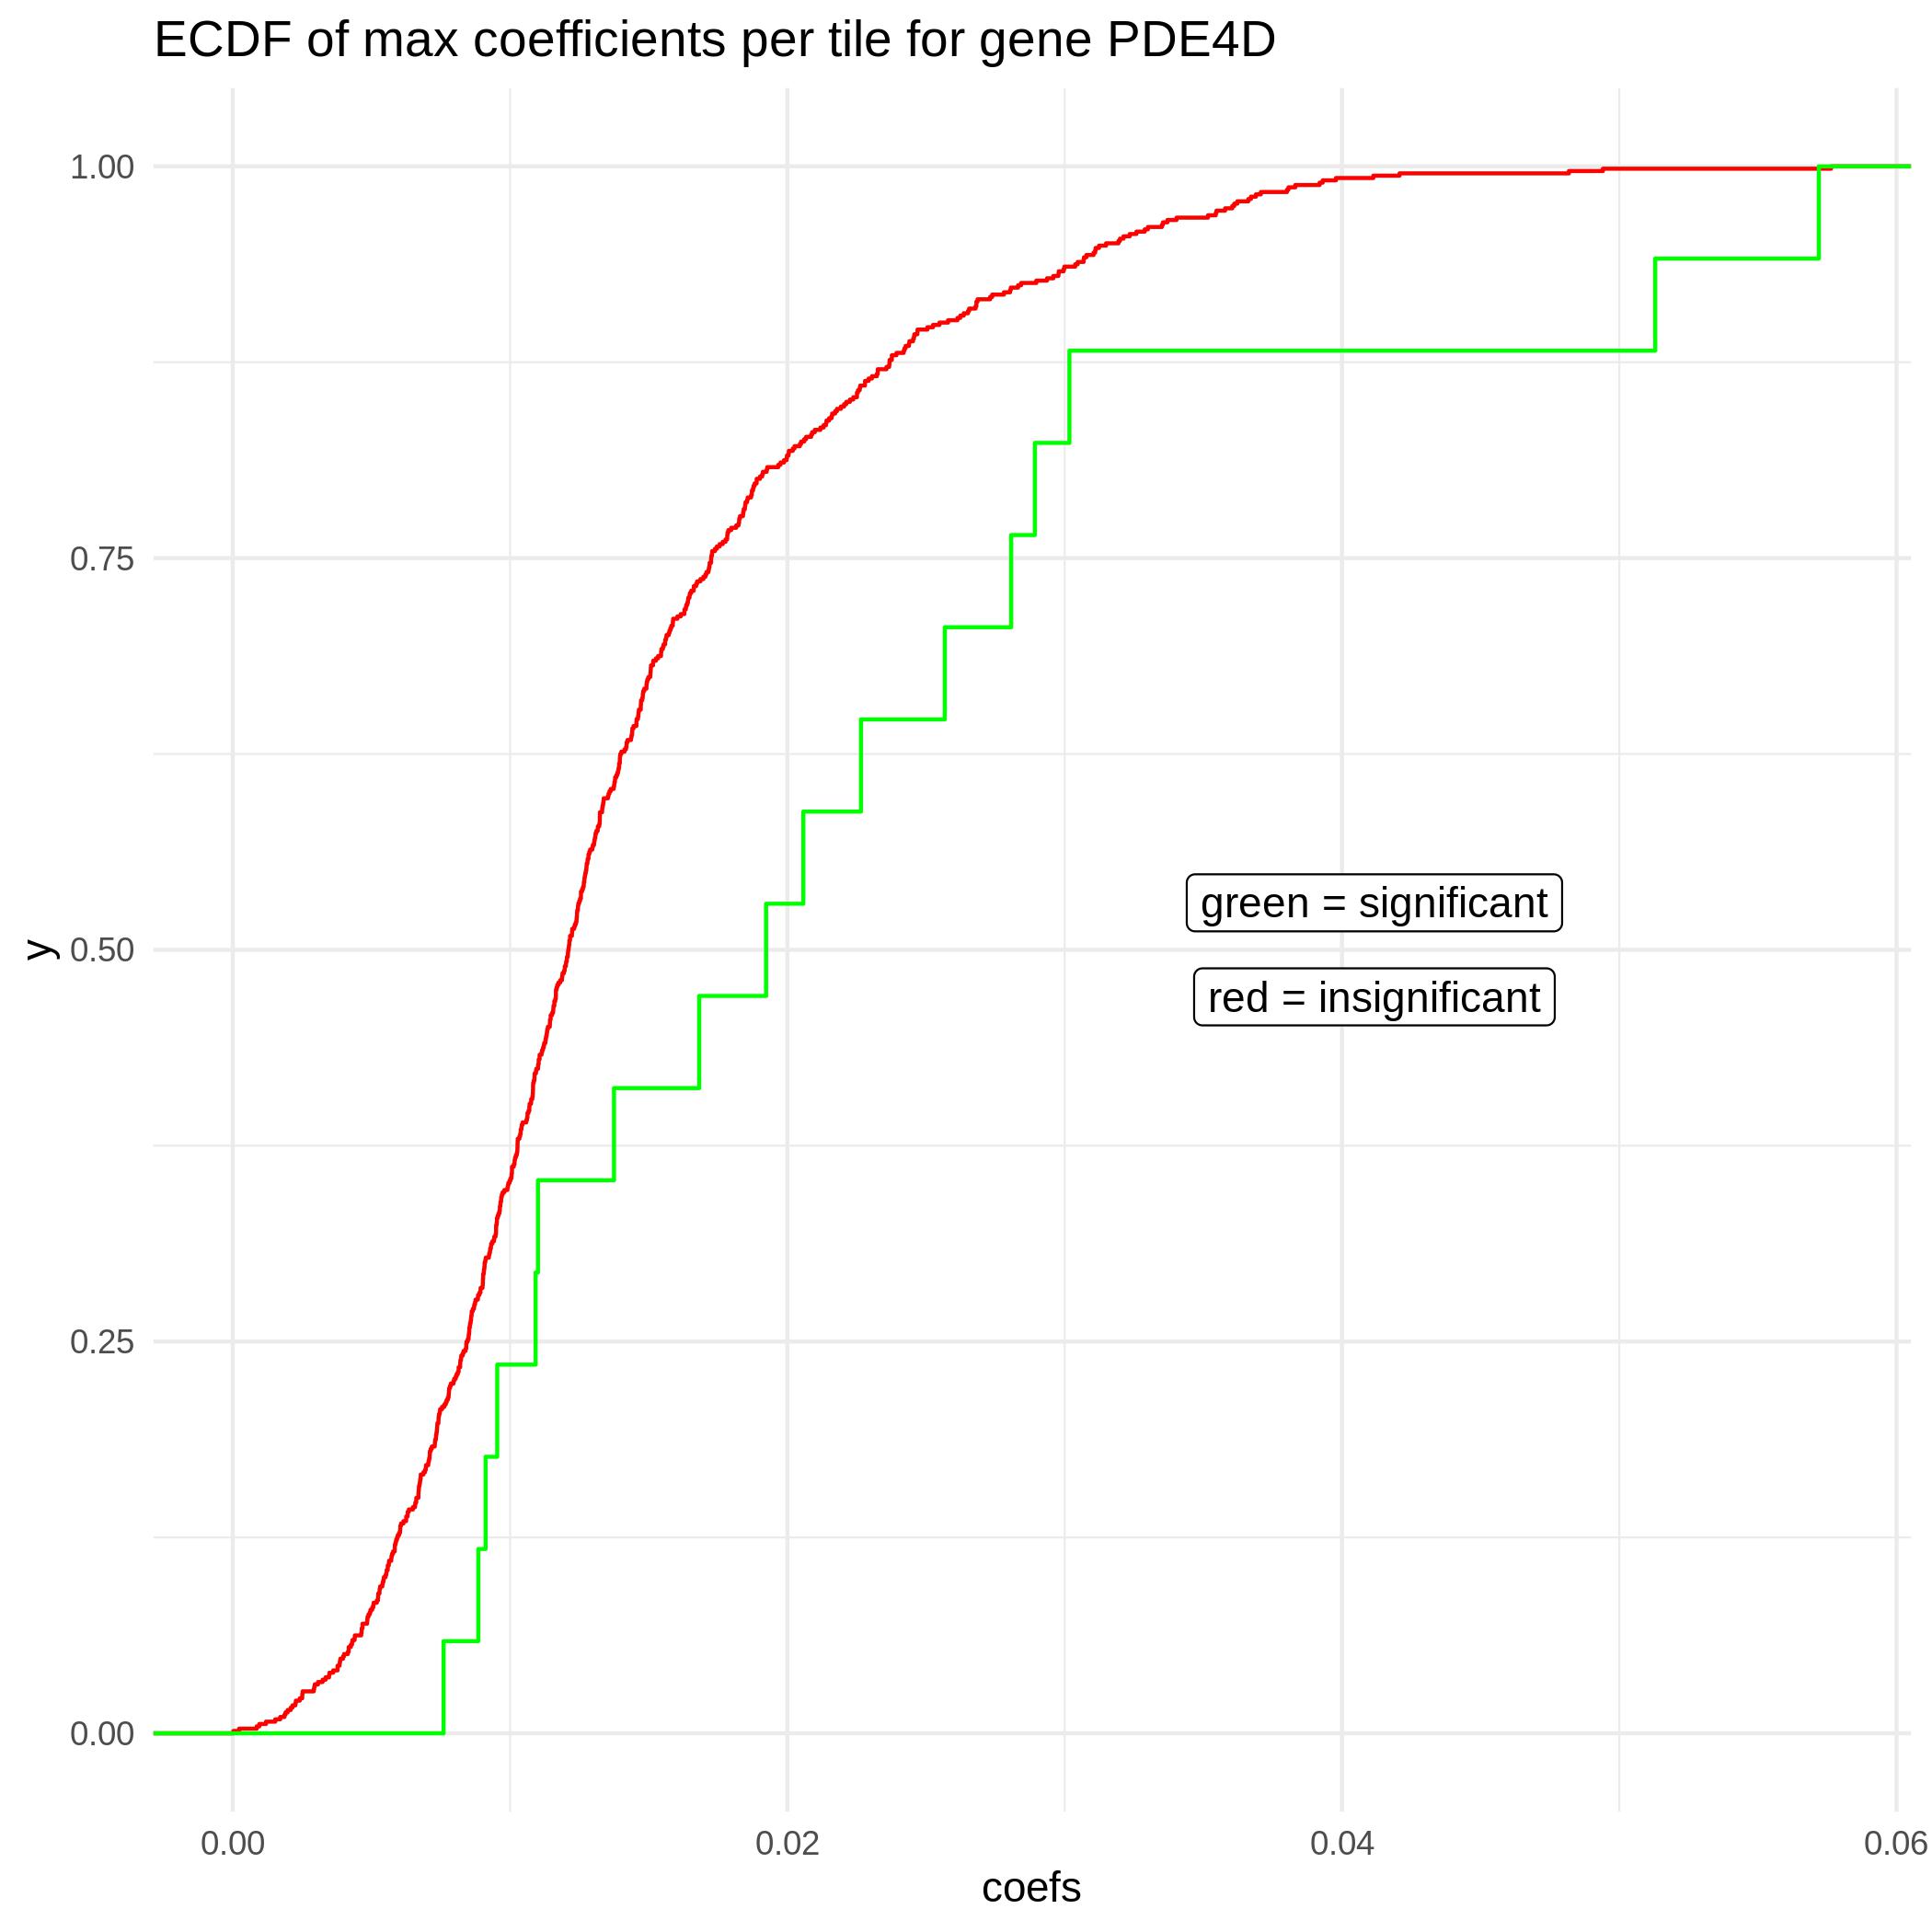 ECDF of max coefficients per tile for gene PDE4D
1.00
0.75
0.50
0.25
0.00
y
green = significant
red = insignificant
0.00 0.02 0.04 0.06
coefs